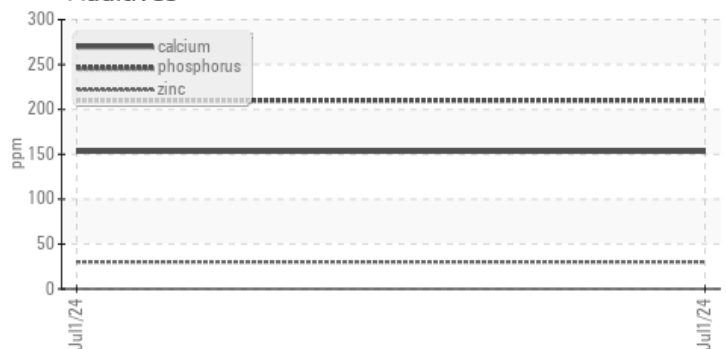 Additives
300
250
200
150
100
50
0
ppm
calcium
phosphorus
zinc
Jul1/24
Jul1/24